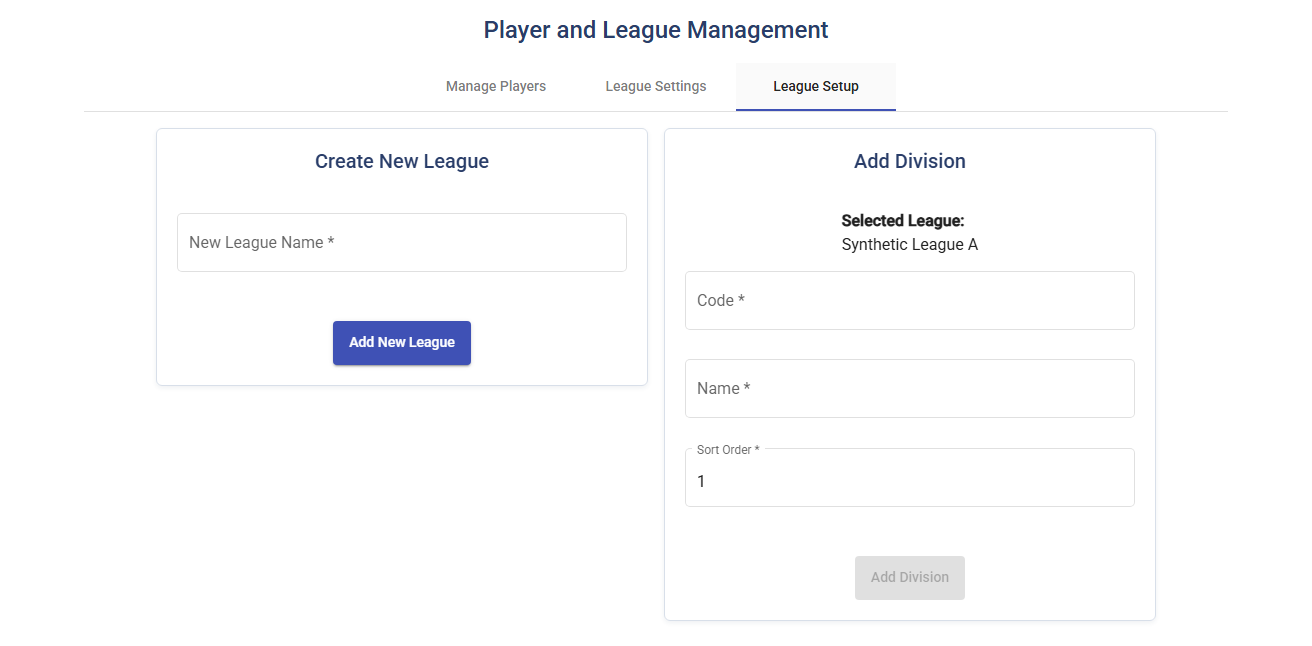 Player and League Management
Manage Players
League Settings
League Setup
Create New League
New League Name *
Add New League
Add Division
Selected League:
Synthetic League A
Code *
Name *
Sort Order *
1
Add Division